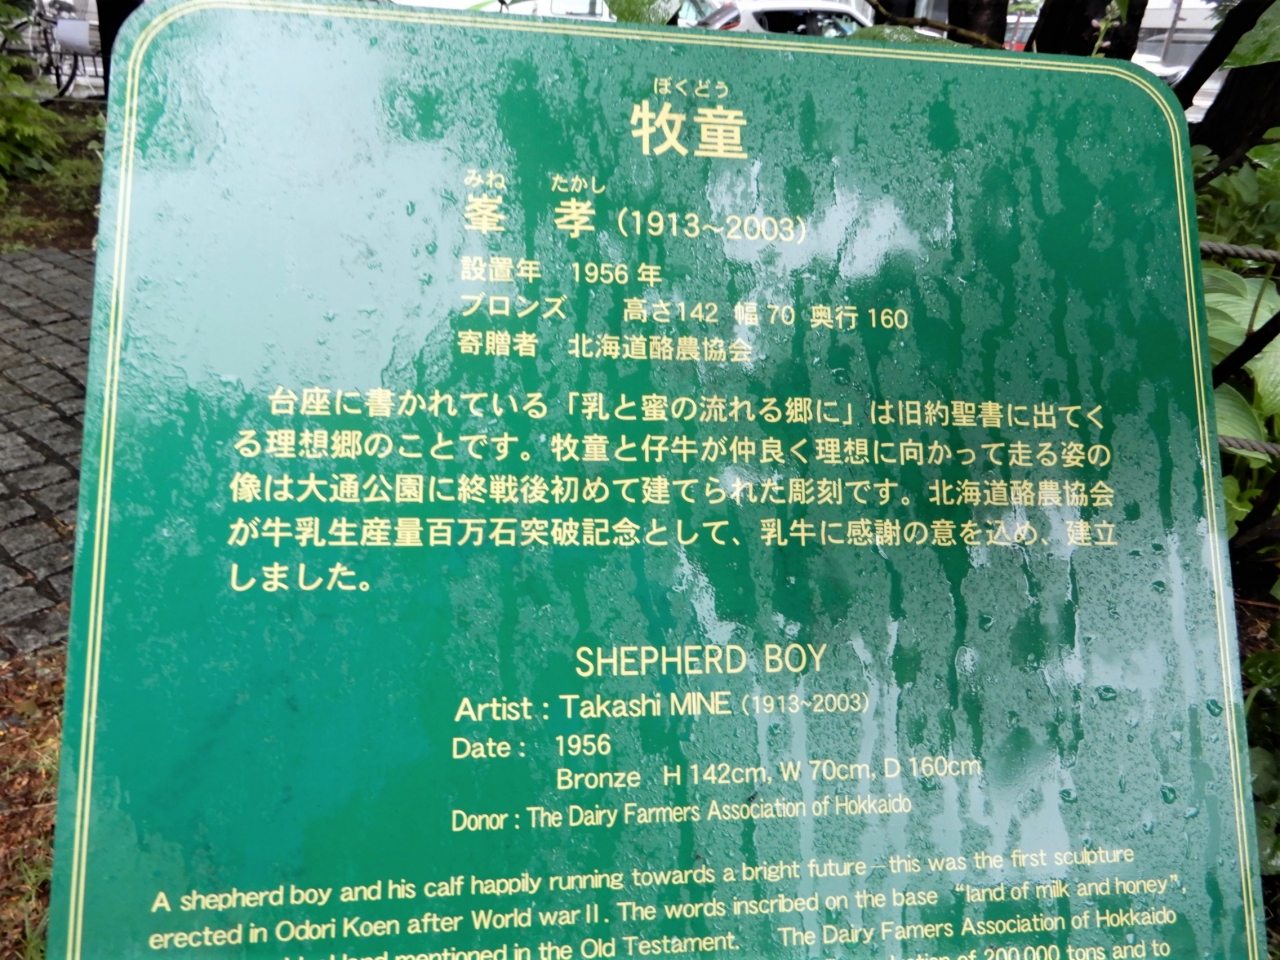 ぼくどう
牧童
みね たかし
峯 孝 (1913~2003)
設置年 1956 年
ブロンズ 高さ142 幅 70 奥行 160
寄贈者 北海道酪農協会
台座に書かれている「乳と蜜の流れる郷に」は旧約聖書に出てく
る理想郷のことです。牧童と仔牛が仲良く理想に向かって走る姿の
像は大通公園に終戦後初めて建てられた彫刻です。北海道酪農協会
が牛乳生産量百万石突破記念として、乳牛に感謝の意を込め、建立
しました。
SHEPHERD BOY
Artist : Takashi MINE (1913~2003)
Date : 1956
Bronze H 142cm, W 70cm, D 160cm
Donor : The Dairy Farmers Association of Hokkaido
A shepherd boy and his calf happily running towards a bright future – this was the first sculpture
erected in Odori Koen after World war II. The words inscribed on the base “land of milk and honey”,
land mentioned in the Old Testament. The Dairy Famers Association of Hokkaido
of 200,000 tons and to